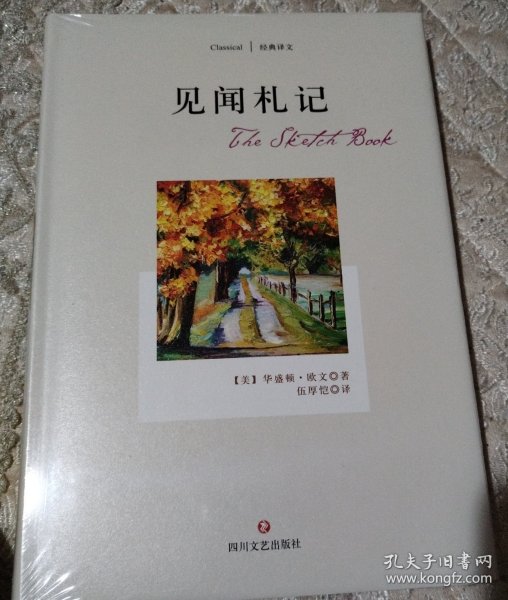 Classical | 经典译文
见闻札记
The Sketch Book
【美】华盛顿·欧文◎著
伍厚恺◎译
四川文艺出版社
孔夫子旧书网
www.kongfz.com